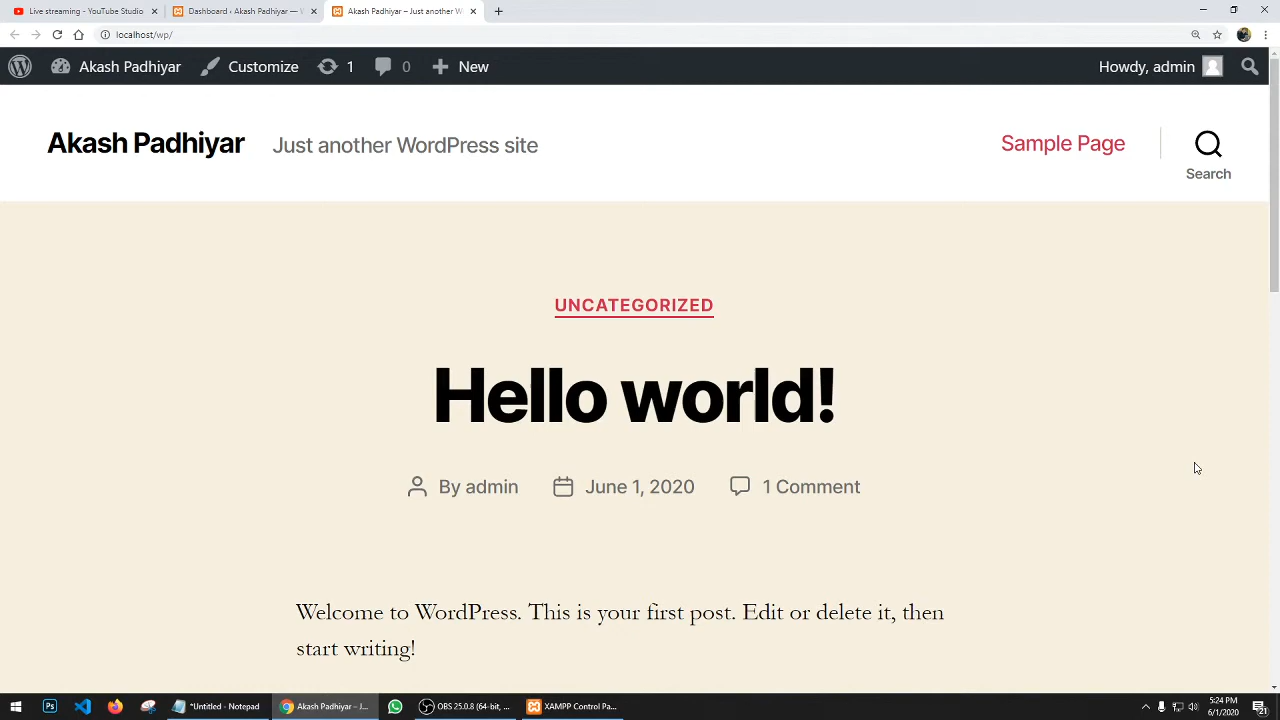 Live streaming - YouTube Studio
Dashboard ‹ Akash Padhiyar —
Akash Padhiyar – Just another W
localhost/wp/
Akash Padhiyar
Customize
1
0
New
Howdy, admin
Akash Padhiyar
Just another WordPress site
Sample Page
Search
UNCATEGORIZED
Hello world!
By admin
June 1, 2020
1 Comment
Welcome to WordPress. This is your first post. Edit or delete it, then
start writing!
*Untitled - Notepad
Akash Padhiyar – J...
OBS 25.0.8 (64-bit, ...
XAMPP Control Pa...
5:24 PM
6/1/2020